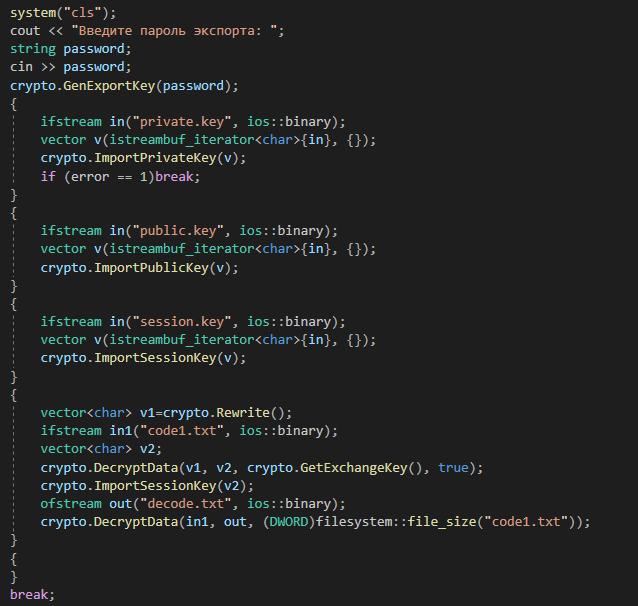 system("cls");
cout << "Введите пароль экспорта: ";
string password;
cin >> password;
crypto.GenExportKey(password);
{
ifstream in("private.key", ios::binary);
vector v(istreambuf_iterator<char>{in}, {});
crypto.ImportPrivateKey(v);
if (error == 1)break;
}
{
ifstream in("public.key", ios::binary);
vector v(istreambuf_iterator<char>{in}, {});
crypto.ImportPublicKey(v);
}
{
ifstream in("session.key", ios::binary);
vector v(istreambuf_iterator<char>{in}, {});
crypto.ImportSessionKey(v);
}
{
vector<char> v1=crypto.Rewrite();
ifstream in1("code1.txt", ios::binary);
vector<char> v2;
crypto.DecryptData(v1, v2, crypto.GetExchangeKey(), true);
crypto.ImportSessionKey(v2);
ofstream out("decode.txt", ios::binary);
crypto.DecryptData(in1, out, (DWORD)filesystem::file_size("code1.txt"));
}
{
}
break;